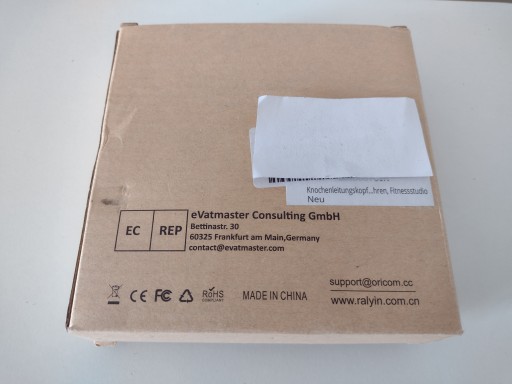 Knochenleitungskopf...hren, Fitnessstudio
Neu
EC REP
eVatmaster Consulting GmbH
Bettinastr. 30
60325 Frankfurt am Main,Germany
contact@evatmaster.com
CE FC RoHS
COMPLIANT
MADE IN CHINA
support@oricom.cc
www.ralyin.com.cn